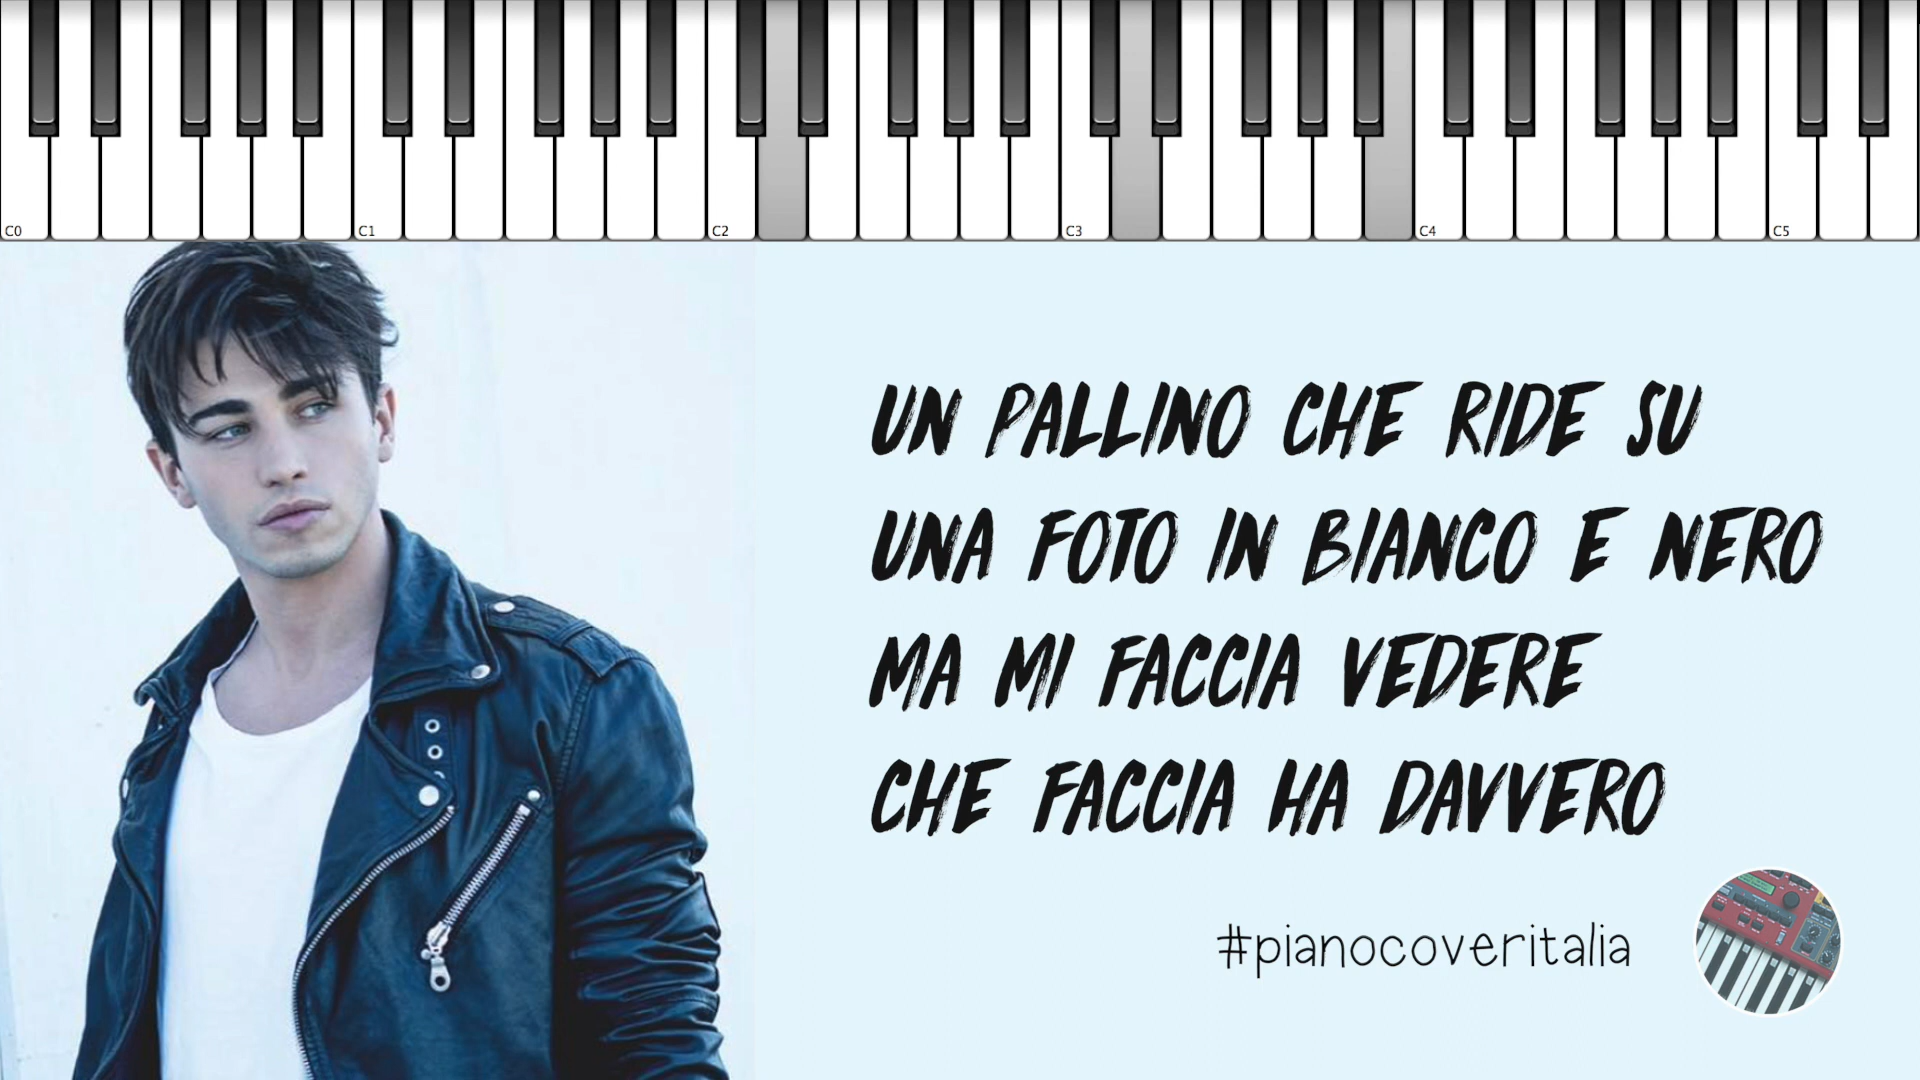 C0 C1 C2 C3 C4 C5
UN PALLINO CHE RIDE SU
UNA FOTO IN BIANCO E NERO
MA MI FACCIA VEDERE
CHE FACCIA HA DAVVERO
#pianocoveritalia